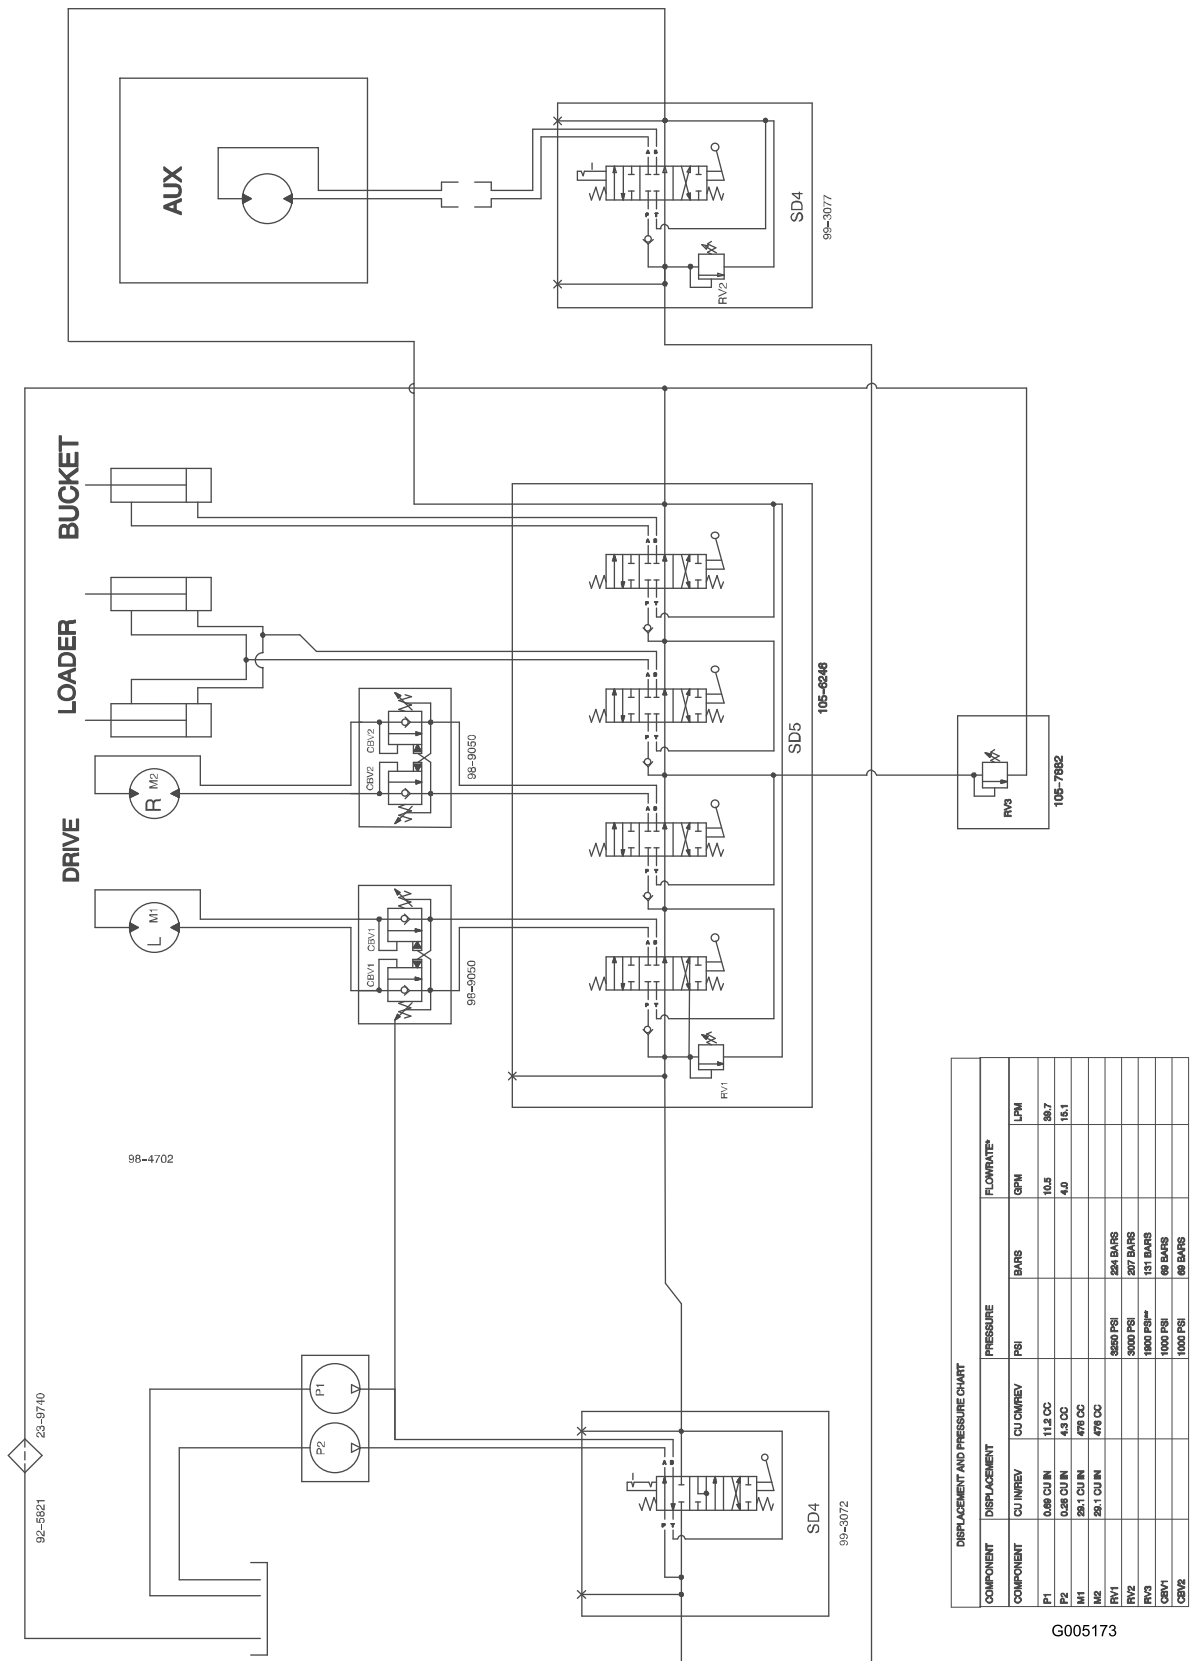 AUX
A B
P T
SD4
99-3077
RV2
BUCKET
LOADER
DRIVE
A B
P T
A B
P T
CBV2
CBV2
98-9050
R M2
105-6248
SD5
A B
P T
RV3
105-7882
L M1
CBV1
CBV1
98-9050
A B
P T
RV1
98-4702
23-9740
92-5821
P1
P2
A B
P T
SD4
99-3072
DISPLACEMENT AND PRESSURE CHART
COMPONENT DISPLACEMENT PRESSURE FLOWRATE*
COMPONENT CU IN/REV CU CM/REV PSI BARS GPM LPM
P1 0.69 CU IN 11.2 CC 10.5 39.7
P2 0.26 CU IN 4.3 CC 4.0 15.1
M1 29.1 CU IN 476 CC
M2 29.1 CU IN 476 CC
RV1 3250 PSI 224 BARS
RV2 3000 PSI 207 BARS
RV3 1900 PSI** 131 BARS
CBV1 1000 PSI 69 BARS
CBV2 1000 PSI 69 BARS
G005173